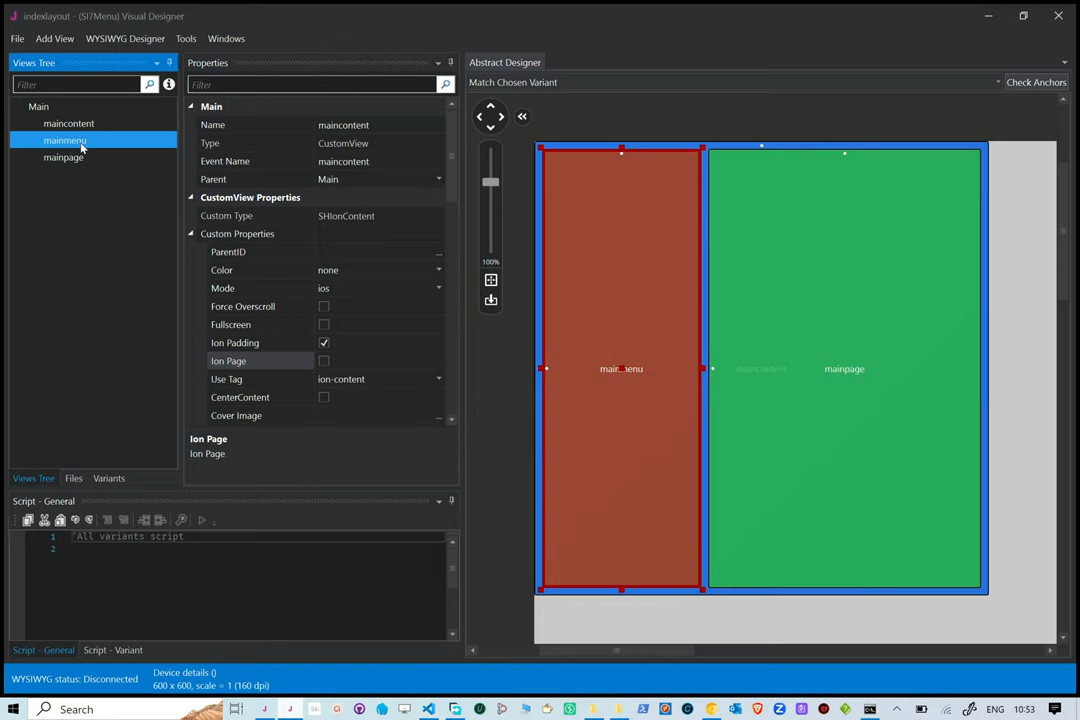 indexlayout - (SI7Menu) Visual Designer
File Add View WYSIWYG Designer Tools Windows
Views Tree
Filter
Main
maincontent
mainmenu
mainpage
Views Tree Files Variants
Properties
Filter
Main
Name maincontent
Type CustomView
Event Name maincontent
Parent Main
CustomView Properties
Custom Type SHIonContent
Custom Properties
ParentID ...
Color none
Mode ios
Force Overscroll
Fullscreen
Ion Padding
Ion Page
Use Tag ion-content
CenterContent
Cover Image ...
Ion Page
Ion Page
Script - General
1 'All variants script
2
Script - General Script - Variant
Abstract Designer
Match Chosen Variant Check Anchors
100%
mainmenu maincontent mainpage
WYSIWYG status: Disconnected
Device details ()
600 x 600, scale = 1 (160 dpi)
Search
ENG 10:53